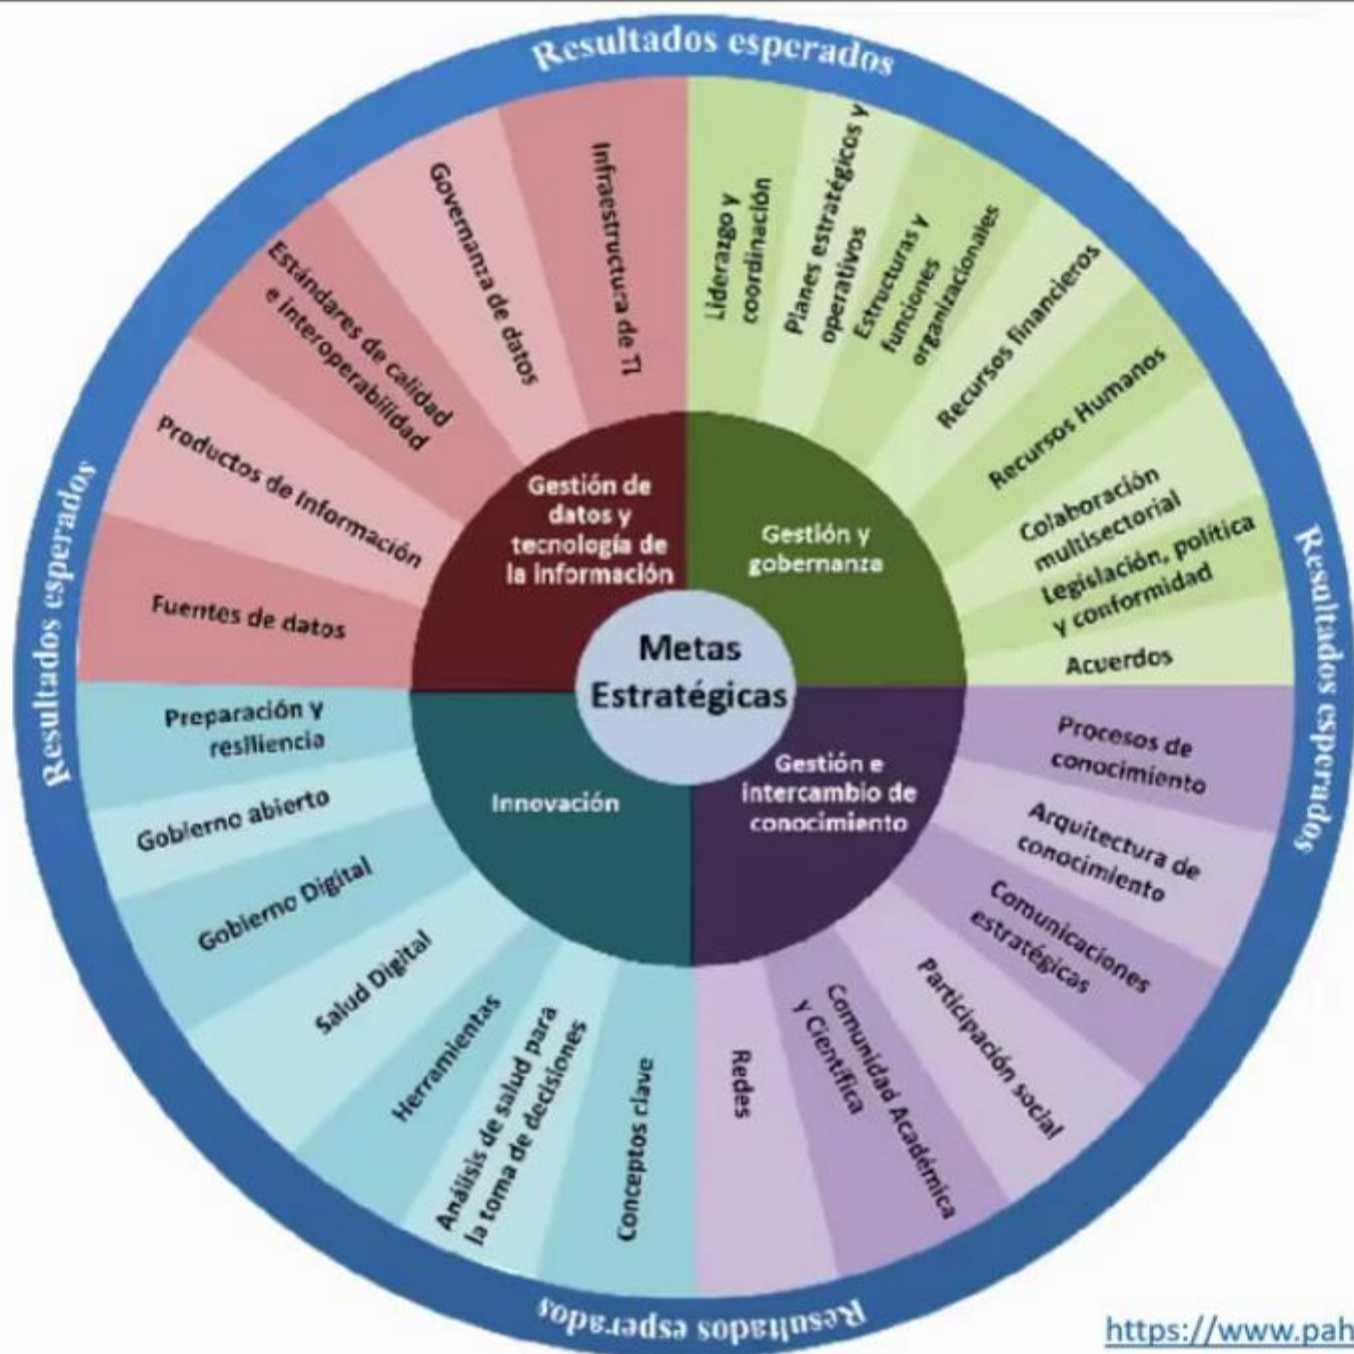 Resultados esperados
Liderazgo y
coordinación
Planes estratégicos y
operativos
Estructuras y
funciones
organizacionales
Recursos financieros
Recursos Humanos
Colaboración
multisectorial
Legislación, política
y conformidad
Acuerdos
Resultados esperados
Procesos de
conocimiento
Arquitectura de
conocimiento
Comunicaciones
estratégicas
Participación social
Comunidad Académica
y Científica
Redes
Resultados esperados
Conceptos clave
Análisis de salud para
la toma de decisiones
Herramientas
Salud Digital
Gobierno Digital
Gobierno abierto
Preparación y
resiliencia
Resultados esperados
Fuentes de datos
Productos de Información
Estándares de calidad
e interoperabilidad
Governanza de datos
Infraestructura de TI
Gestión de
datos y
tecnología de
la información
Gestión y
gobernanza
Metas
Estratégicas
Gestión e
intercambio de
conocimiento
Innovación
https://www.pah